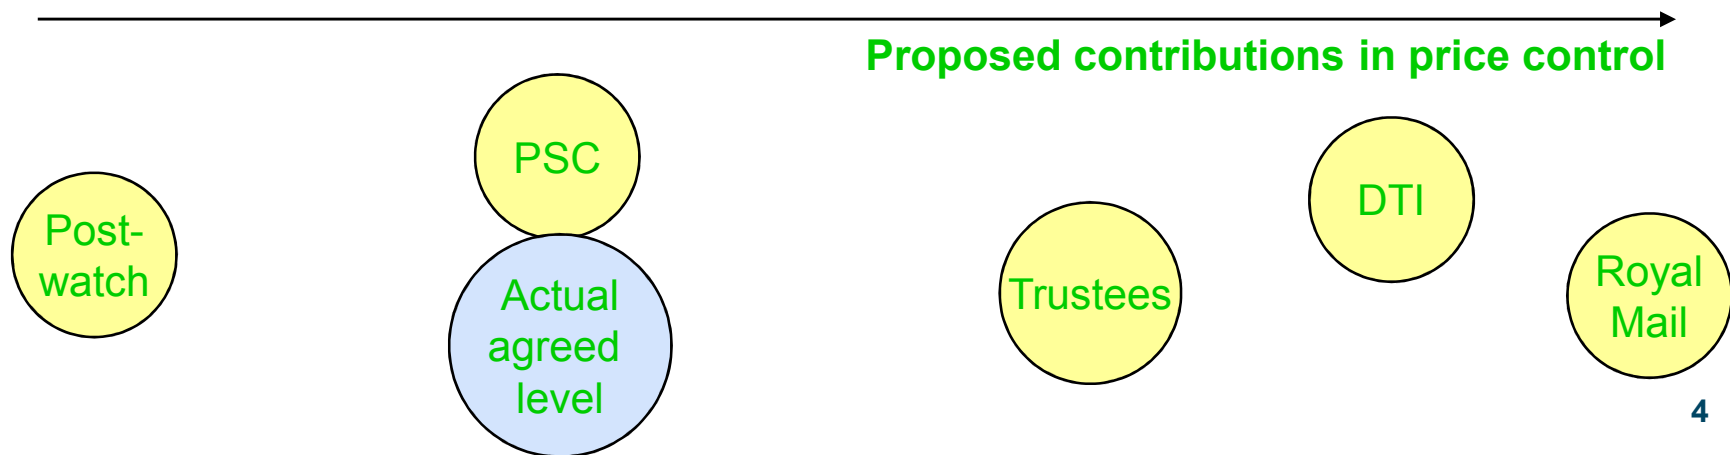 Proposed contributions in price control
Post-
watch
PSC
Actual
agreed
level
Trustees
DTI
Royal
Mail
4